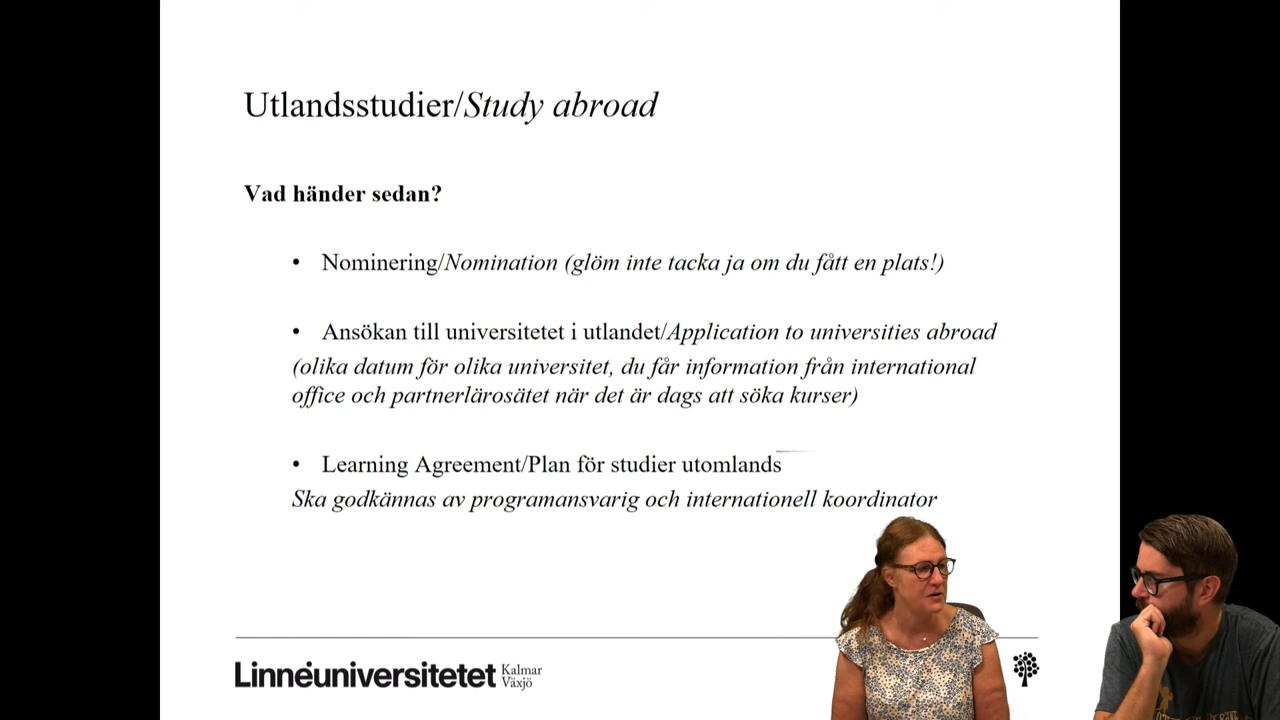 Utlandsstudier/Study abroad
Vad händer sedan?
• Nominering/Nomination (glöm inte tacka ja om du fått en plats!)
• Ansökan till universitetet i utlandet/Application to universities abroad
(olika datum för olika universitet, du får information från international
office och partnerlärosätet när det är dags att söka kurser)
• Learning Agreement/Plan för studier utomlands
Ska godkännas av programansvarig och internationell koordinator
Linnéuniversitetet Kalmar
Växjö